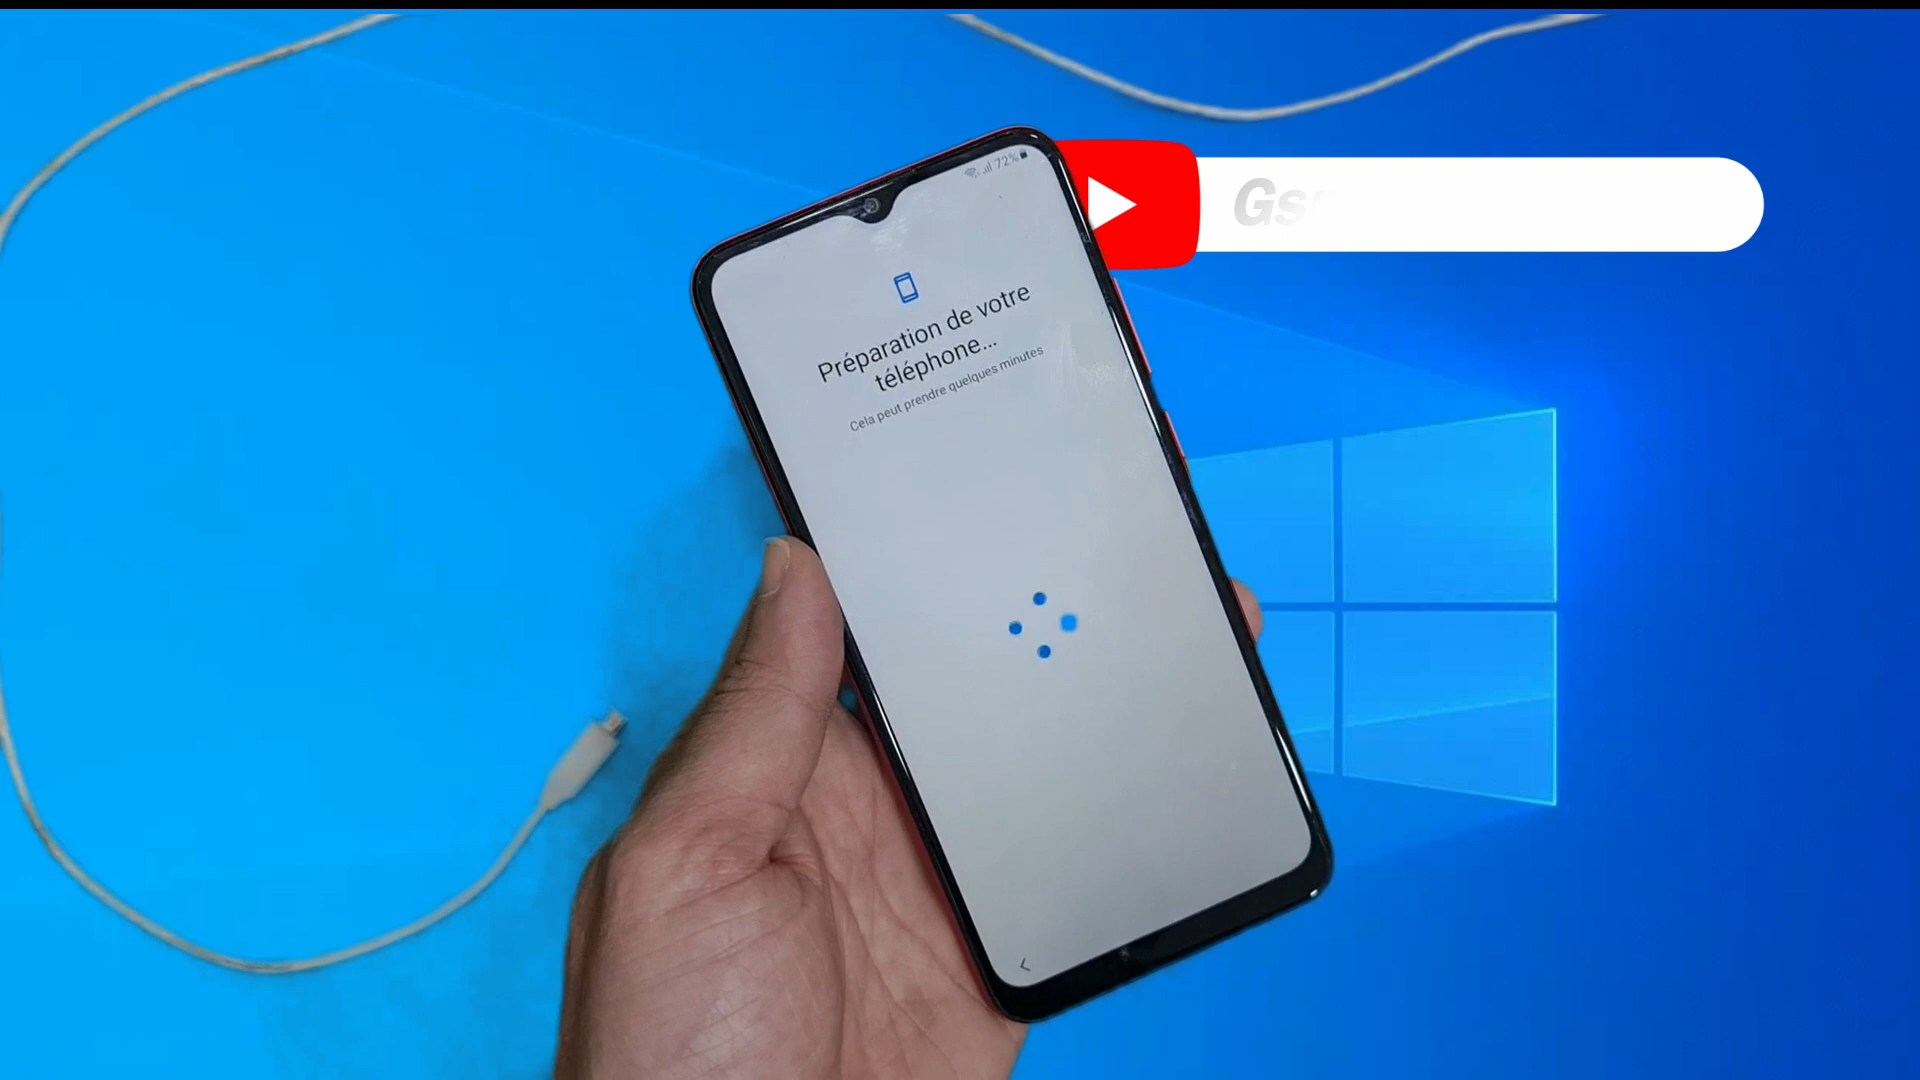 72%
Préparation de votre
téléphone...
Cela peut prendre quelques minutes